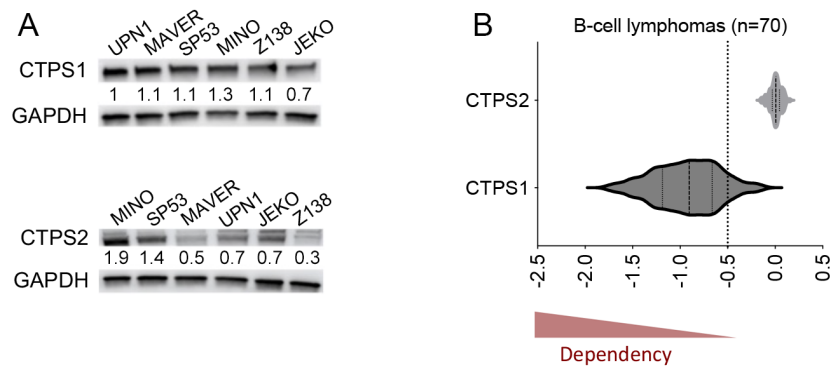 A
UPN1 MAVER SP53 MINO Z138 JEKO
CTPS1
1 1.1 1.1 1.3 1.1 0.7
GAPDH
MINO SP53 MAVER UPN1 JEKO Z138
CTPS2
1.9 1.4 0.5 0.7 0.7 0.3
GAPDH
B
B-cell lymphomas (n=70)
CTPS2
CTPS1
-2.5 -2.0 -1.5 -1.0 -0.5 0.0 0.5
Dependency